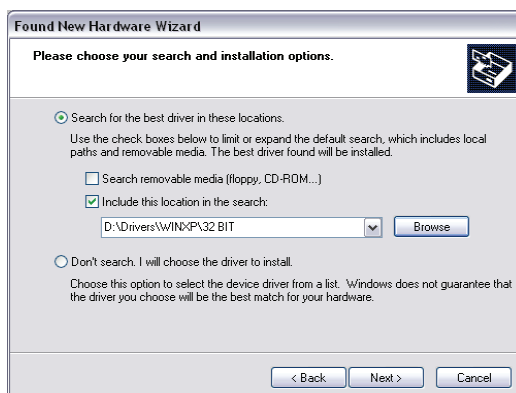 Found New Hardware Wizard
Please choose your search and installation options.
Search for the best driver in these locations.
Use the check boxes below to limit or expand the default search, which includes local
paths and removable media. The best driver found will be installed.
Search removable media (floppy, CD-ROM...)
Include this location in the search:
D:\Drivers\WINXP\32 BIT
Browse
Don't search. I will choose the driver to install.
Choose this option to select the device driver from a list. Windows does not guarantee that
the driver you choose will be the best match for your hardware.
< Back
Next >
Cancel